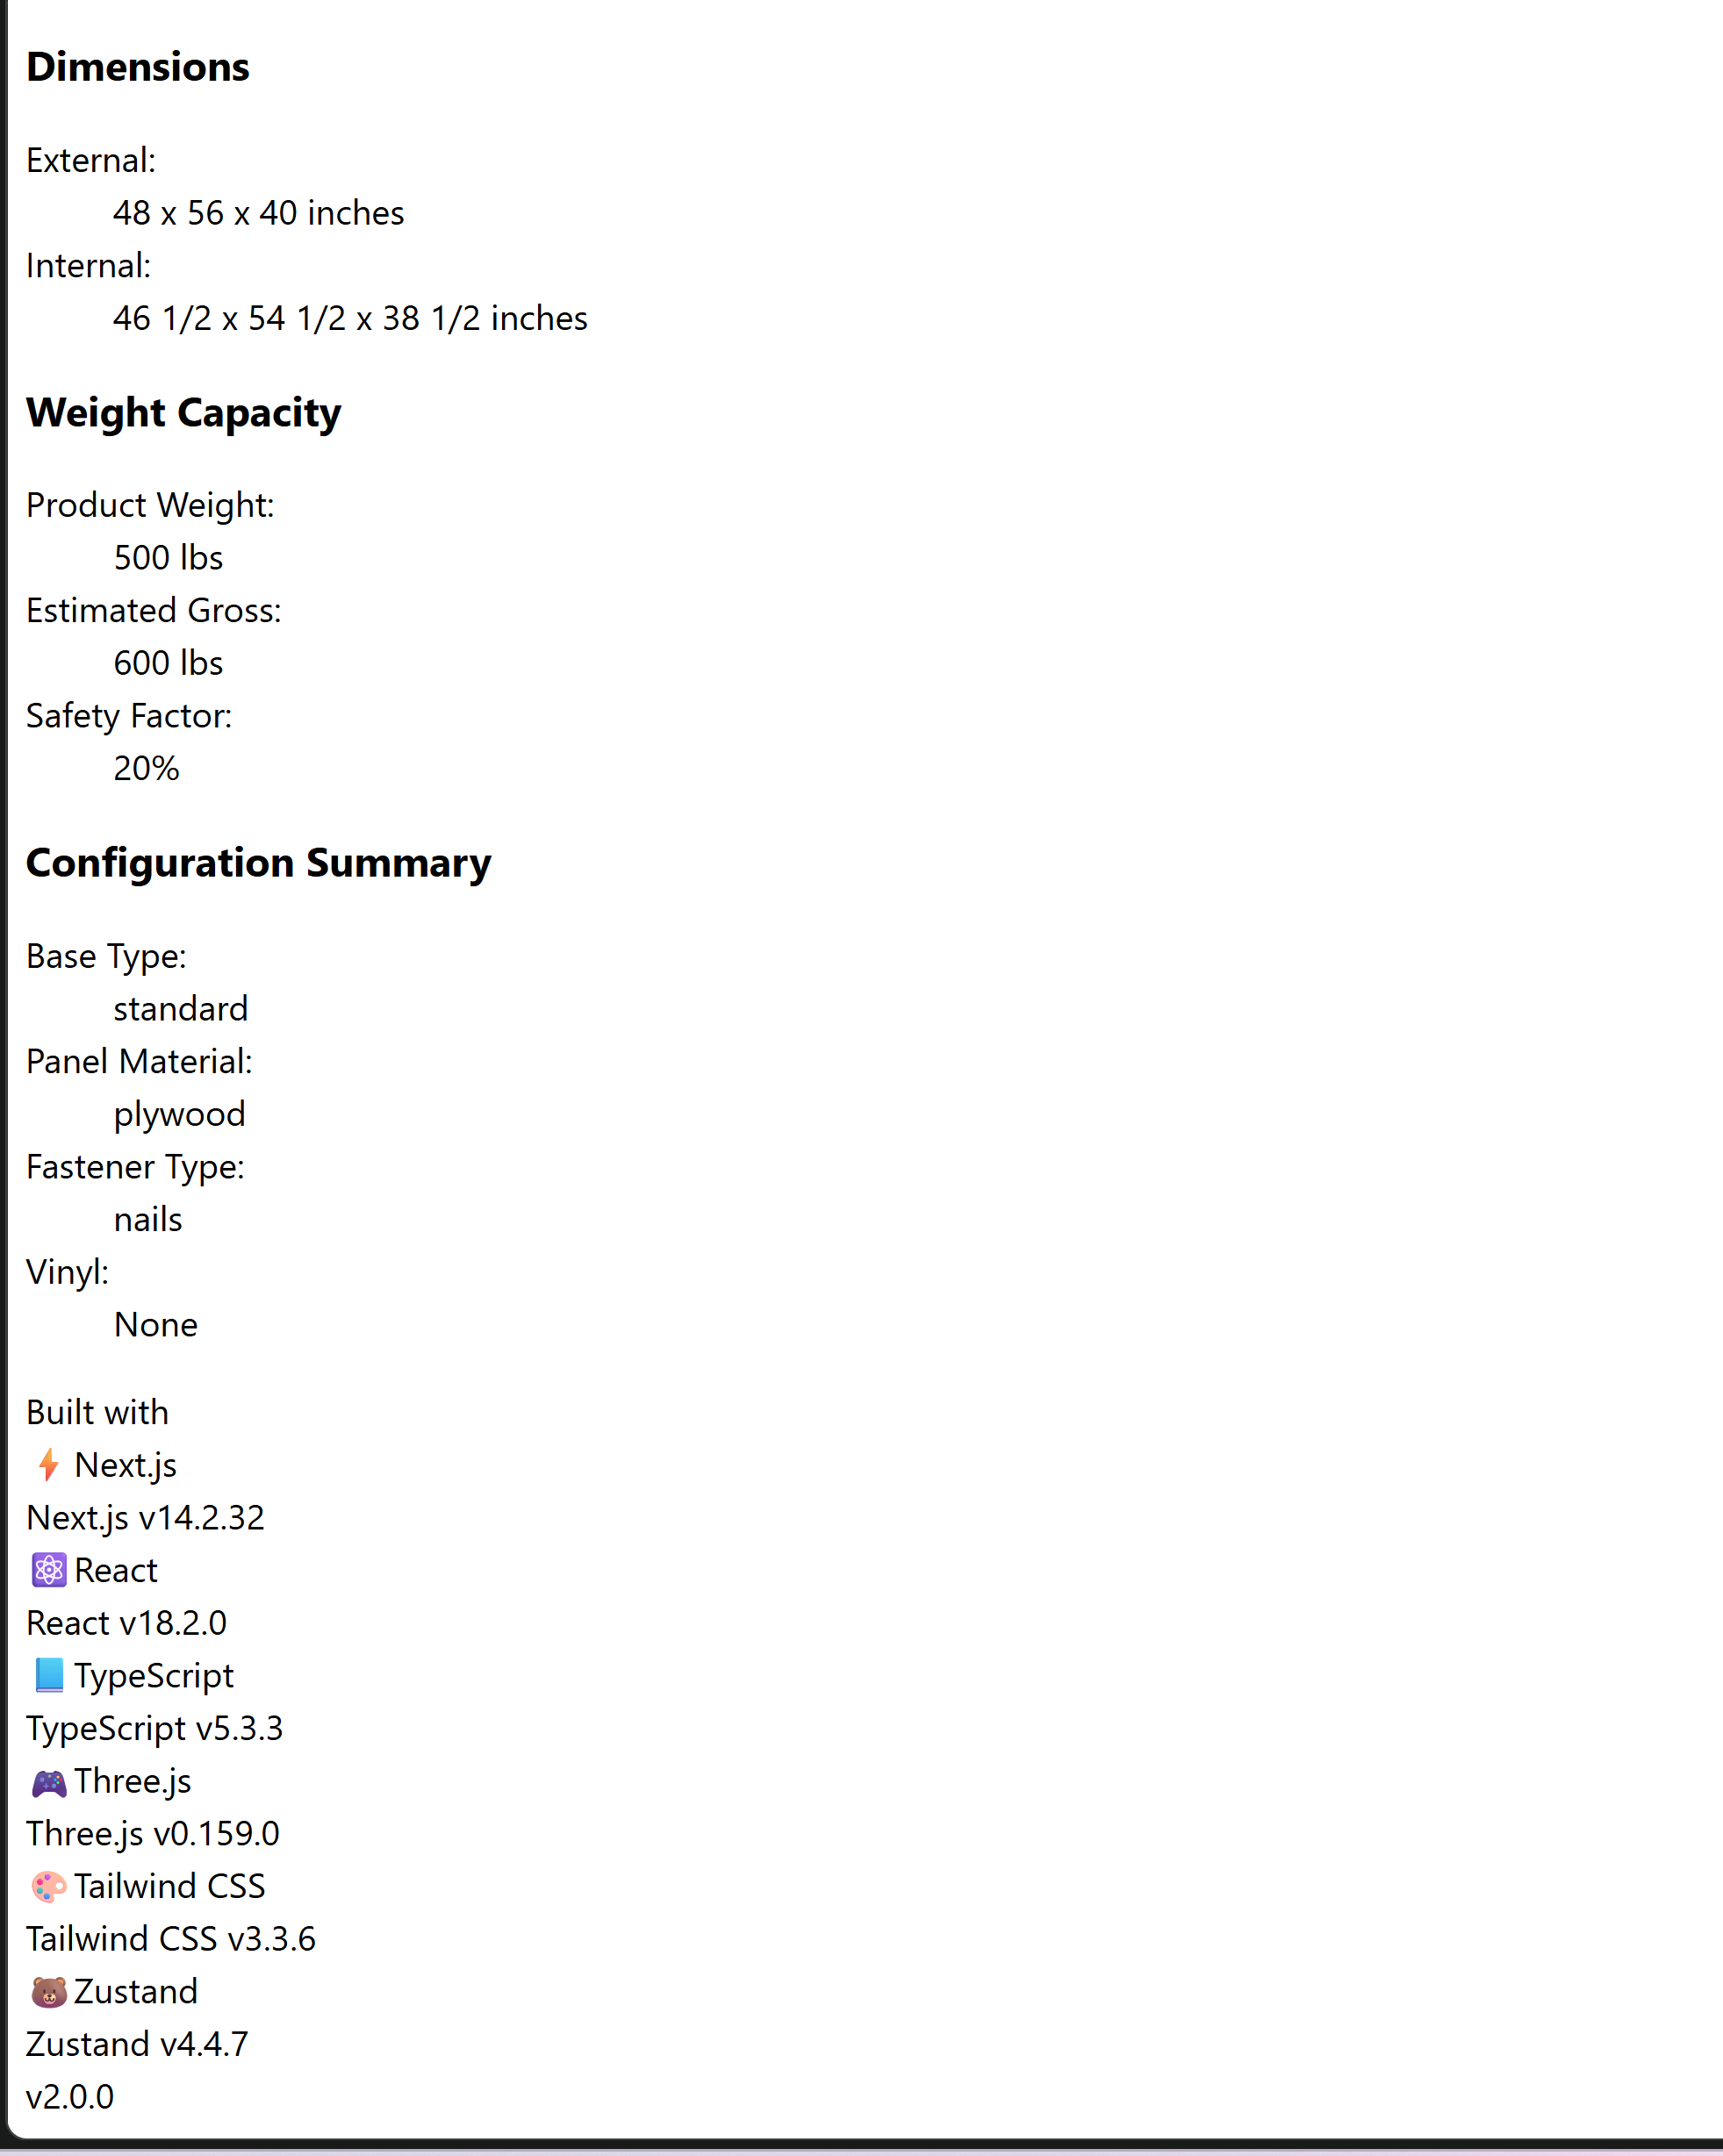 Dimensions
External:
48 x 56 x 40 inches
Internal:
46 1/2 x 54 1/2 x 38 1/2 inches
Weight Capacity
Product Weight:
500 lbs
Estimated Gross:
600 lbs
Safety Factor:
20%
Configuration Summary
Base Type:
standard
Panel Material:
plywood
Fastener Type:
nails
Vinyl:
None
Built with
Next.js
Next.js v14.2.32
React
React v18.2.0
TypeScript
TypeScript v5.3.3
Three.js
Three.js v0.159.0
Tailwind CSS
Tailwind CSS v3.3.6
Zustand
Zustand v4.4.7
v2.0.0